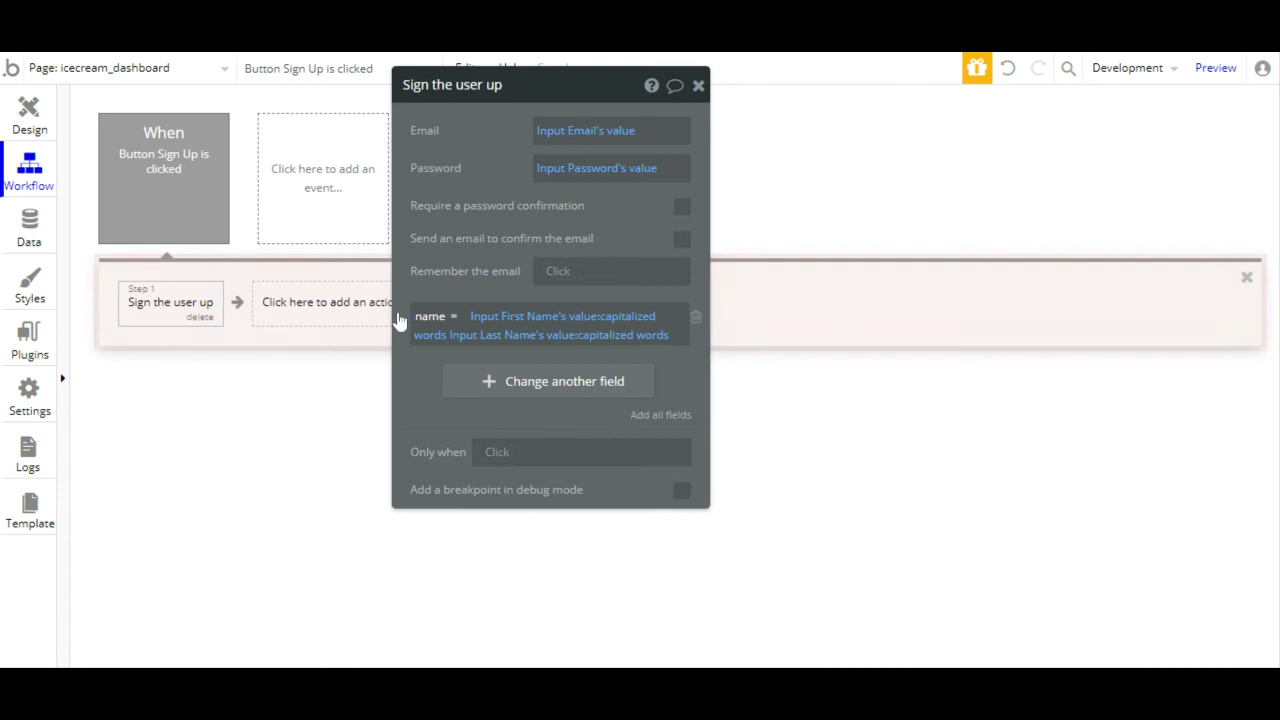 .b
Page: icecream_dashboard
Button Sign Up is clicked
Development
Preview
Design
Workflow
Data
Styles
Plugins
Settings
Logs
Template
When
Button Sign Up is
clicked
Click here to add an
event...
Step 1
Sign the user up
delete
Click here to add an actio
Sign the user up
Email
Input Email's value
Password
Input Password's value
Require a password confirmation
Send an email to confirm the email
Remember the email
Click
name =
Input First Name's value:capitalized
words Input Last Name's value:capitalized words
+ Change another field
Add all fields
Only when
Click
Add a breakpoint in debug mode